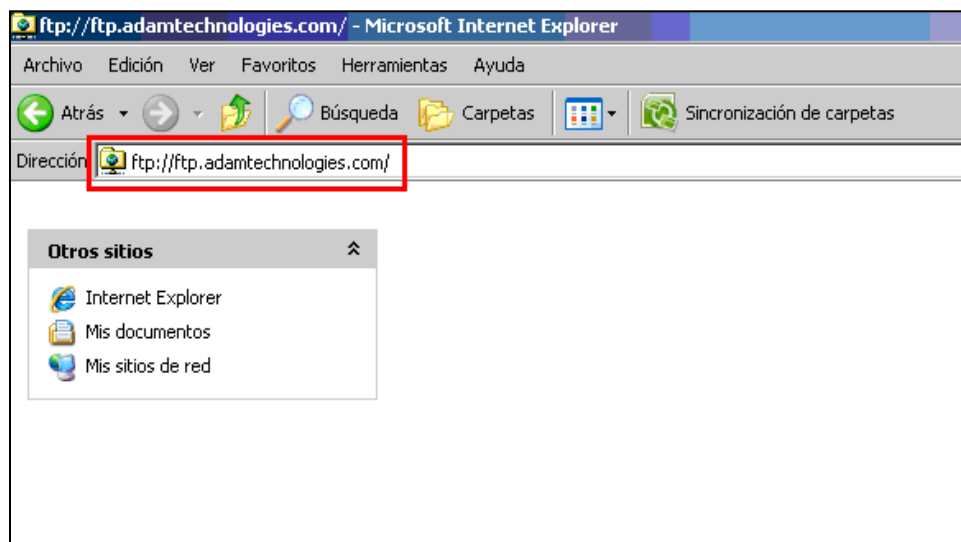 ftp://ftp.adamtechnologies.com/ - Microsoft Internet Explorer
Archivo Edición Ver Favoritos Herramientas Ayuda
Atrás Búsqueda Carpetas Sincronización de carpetas
Dirección ftp://ftp.adamtechnologies.com/
Otros sitios
Internet Explorer
Mis documentos
Mis sitios de red